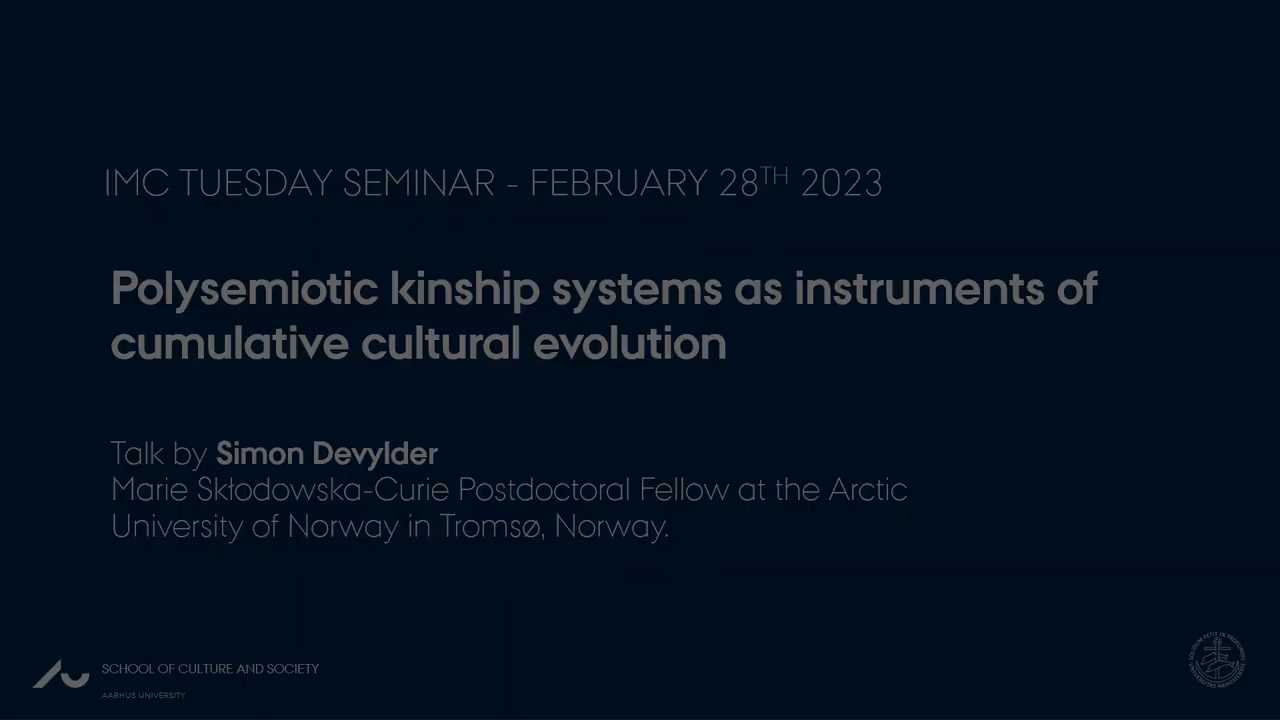 IMC TUESDAY SEMINAR - FEBRUARY 28TH 2023
Polysemiotic kinship systems as instruments of
cumulative cultural evolution
Talk by Simon Devylder
Marie Skłodowska-Curie Postdoctoral Fellow at the Arctic
University of Norway in Tromsø, Norway.
SCHOOL OF CULTURE AND SOCIETY
AARHUS UNIVERSITY